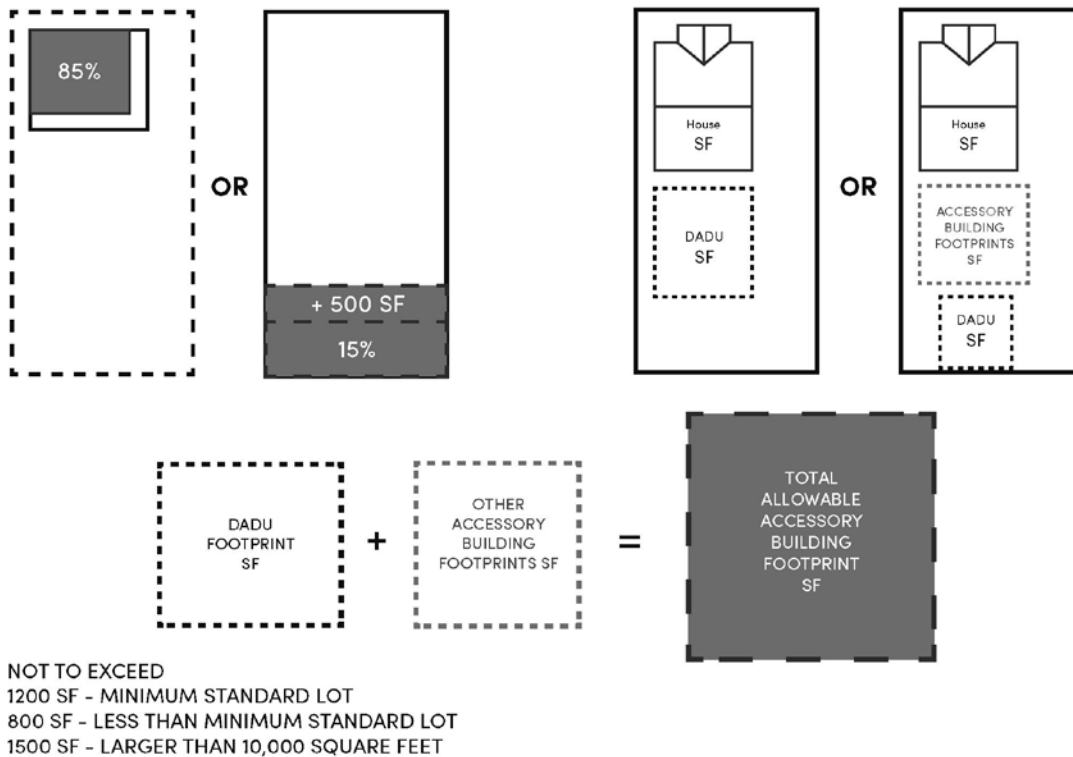 85%
OR
+ 500 SF
15%
House
SF
DADU
SF
OR
House
SF
ACCESSORY
BUILDING
FOOTPRINTS
SF
DADU
SF
DADU
FOOTPRINT
SF
+
OTHER
ACCESSORY
BUILDING
FOOTPRINTS SF
=
TOTAL
ALLOWABLE
ACCESSORY
BUILDING
FOOTPRINT
SF
NOT TO EXCEED
1200 SF - MINIMUM STANDARD LOT
800 SF - LESS THAN MINIMUM STANDARD LOT
1500 SF - LARGER THAN 10,000 SQUARE FEET